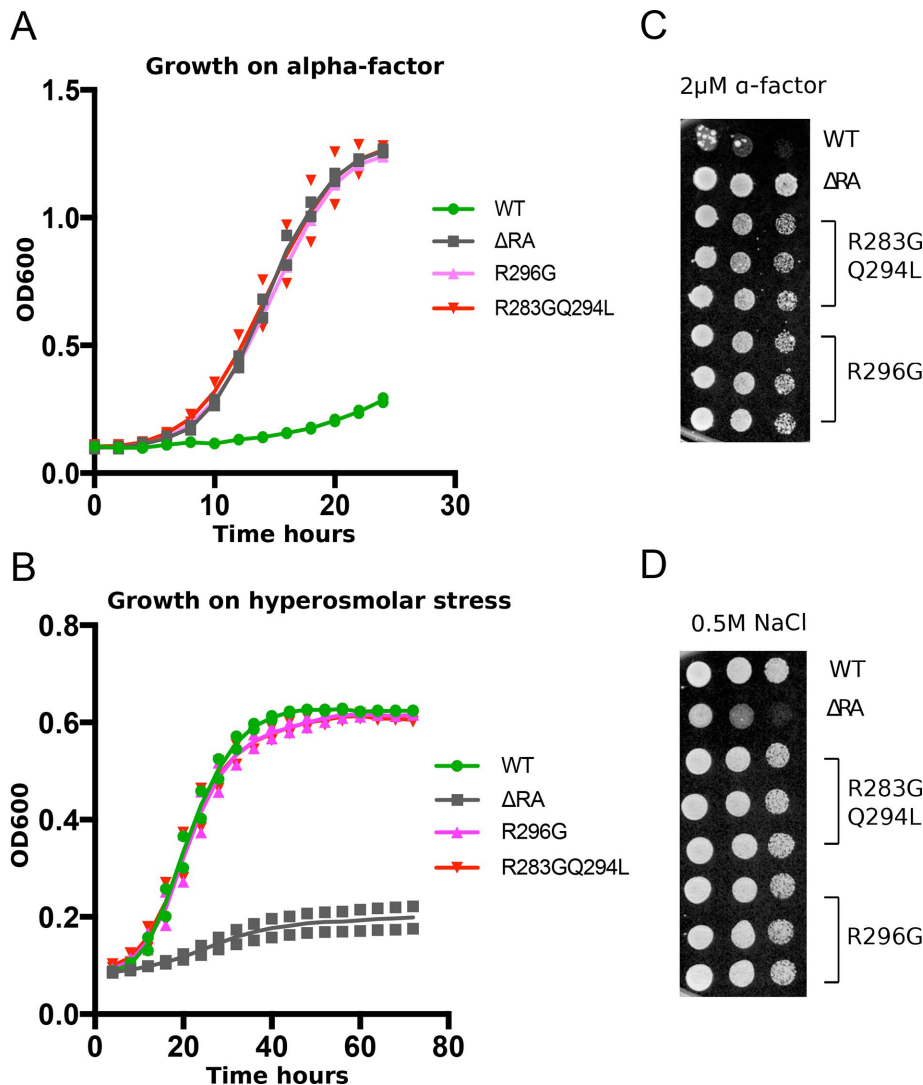 A
Growth on alpha-factor
1.5
1.0
0.5
0.0
OD600
0
10
20
30
Time hours
WT
ΔRA
R296G
R283GQ294L
C
2μM α-factor
WT
ΔRA
R283G
Q294L
R296G
B
Growth on hyperosmolar stress
0.8
0.6
0.4
0.2
0.0
OD600
0
20
40
60
80
Time hours
WT
ΔRA
R296G
R283GQ294L
D
0.5M NaCl
WT
ΔRA
R283G
Q294L
R296G